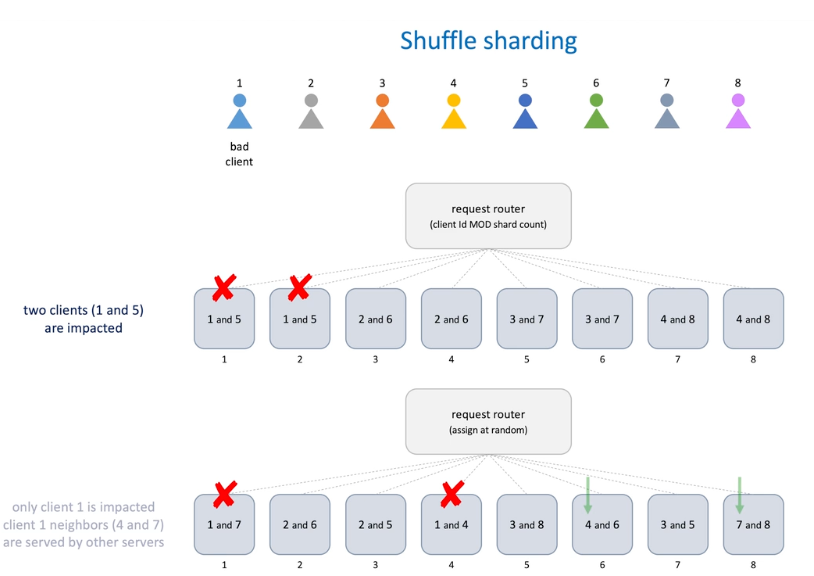 Shuffle sharding
1 2 3 4 5 6 7 8
bad
client
request router
(client Id MOD shard count)
two clients (1 and 5)
are impacted
1 and 5 1 and 5 2 and 6 2 and 6 3 and 7 3 and 7 4 and 8 4 and 8
1 2 3 4 5 6 7 8
request router
(assign at random)
only client 1 is impacted
client 1 neighbors (4 and 7)
are served by other servers
1 and 7 2 and 6 2 and 5 1 and 4 3 and 8 4 and 6 3 and 5 7 and 8
1 2 3 4 5 6 7 8